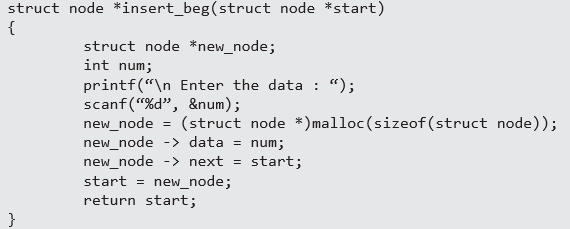 struct node *insert_beg(struct node *start)
{
struct node *new_node;
int num;
printf(“\n Enter the data : “);
scanf(“%d”, &num);
new_node = (struct node *)malloc(sizeof(struct node));
new_node -> data = num;
new_node -> next = start;
start = new_node;
return start;
}